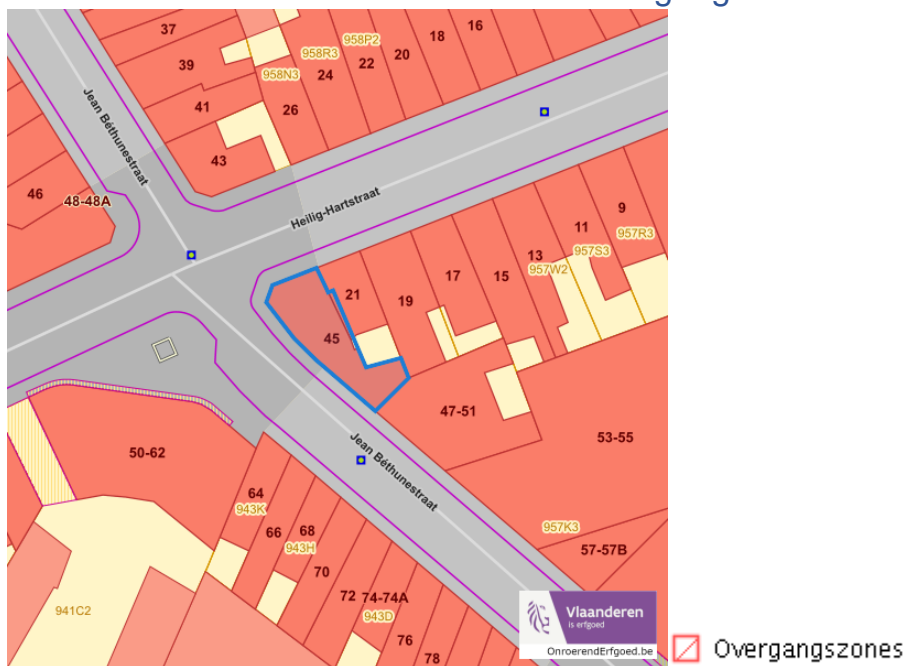 37
39
41
43
958N3
958R3
958P2
24
22
20
18
16
26
Jean Béthunestraat
46
48-48A
Heilig-Hartstraat
21
19
17
15
13
11
9
957W2
957S3
957R3
45
47-51
53-55
957K3
57-57B
50-62
Jean Béthunestraat
64
943K
66
68
943H
70
72
74-74A
943D
76
78
941C2
Vlaanderen
is erfgoed
OnroerendErfgoed.be
Overgangszones